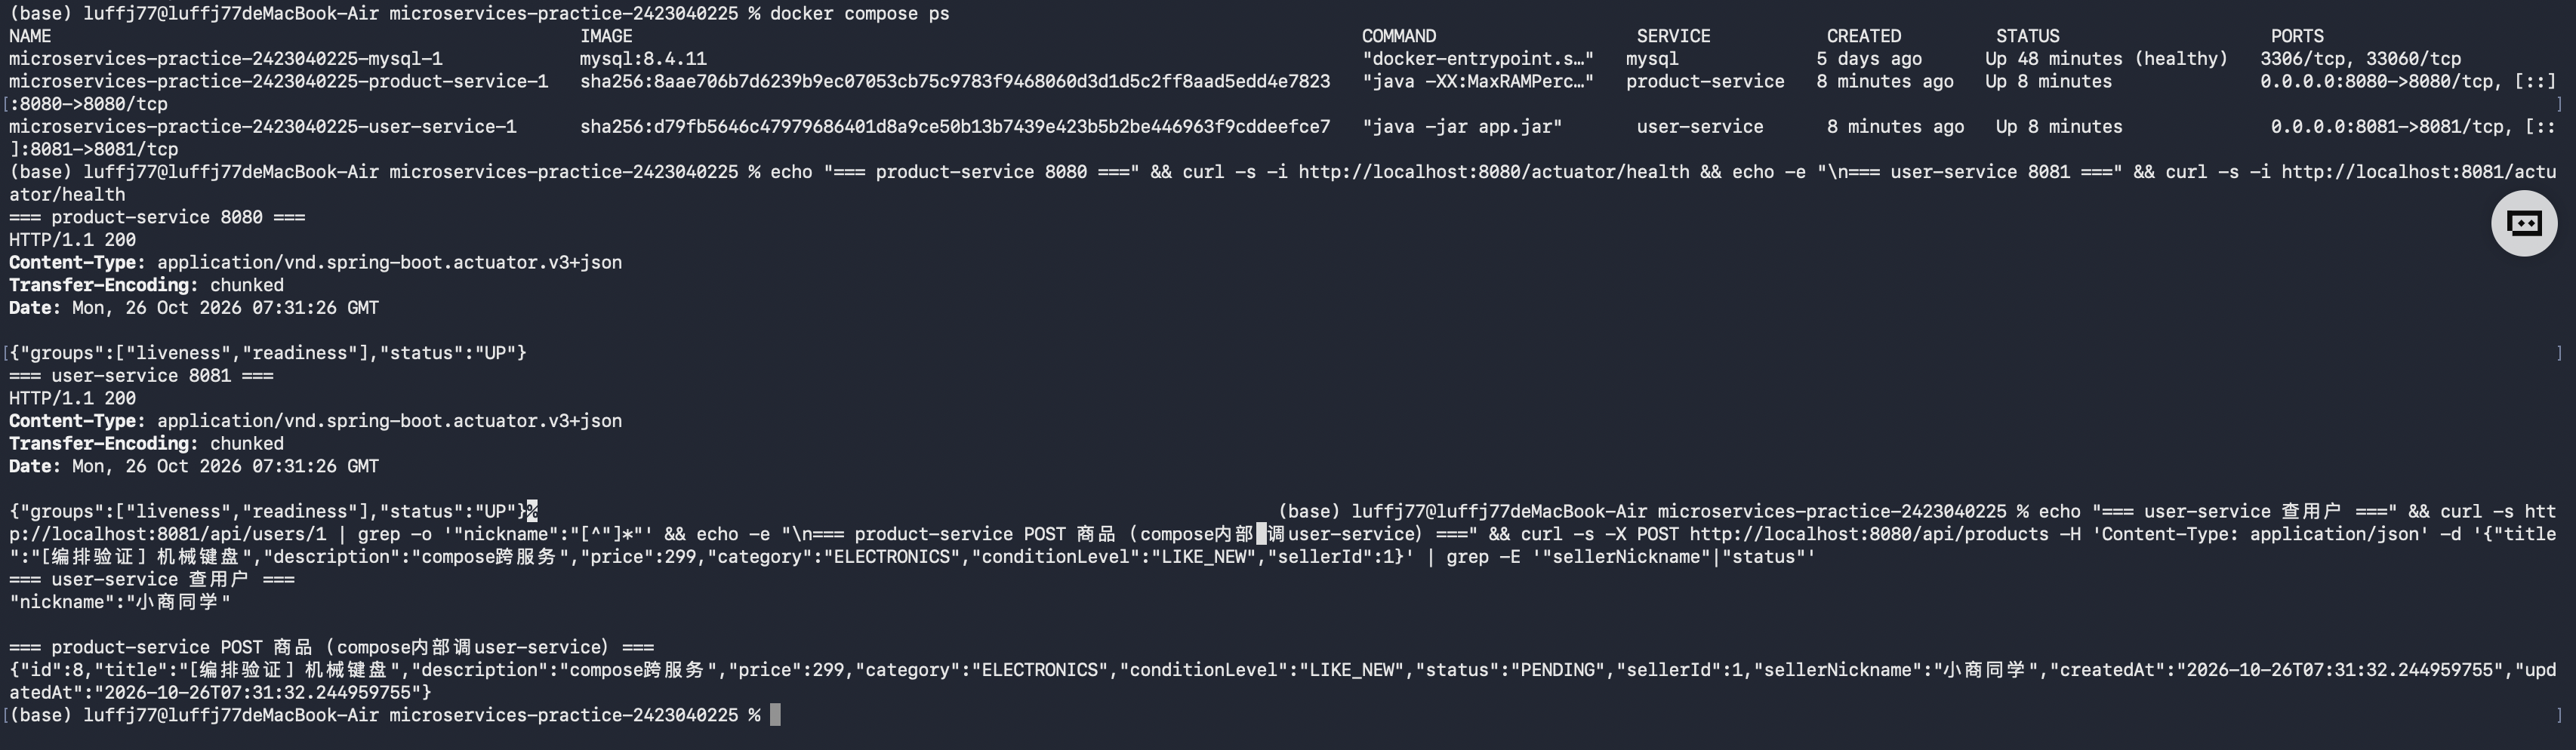 (base) luffj77@luffj77deMacBook-Air microservices-practice-2423040225 % docker compose ps
NAME IMAGE COMMAND SERVICE CREATED STATUS PORTS
microservices-practice-2423040225-mysql-1 mysql:8.4.11 "docker-entrypoint.s…" mysql 5 days ago Up 48 minutes (healthy) 3306/tcp, 33060/tcp
microservices-practice-2423040225-product-service-1 sha256:8aae706b7d6239b9ec07053cb75c9783f9468060d3d1d5c2ff8aad5edd4e7823 "java -XX:MaxRAMPerc…" product-service 8 minutes ago Up 8 minutes 0.0.0.0:8080->8080/tcp, [::]
:8080->8080/tcp
microservices-practice-2423040225-user-service-1 sha256:d79fb5646c47979686401d8a9ce50b13b7439e423b5b2be446963f9cddeefce7 "java -jar app.jar" user-service 8 minutes ago Up 8 minutes 0.0.0.0:8081->8081/tcp, [::
]:8081->8081/tcp
(base) luffj77@luffj77deMacBook-Air microservices-practice-2423040225 % echo "=== product-service 8080 ===" && curl -s -i http://localhost:8080/actuator/health && echo -e "\n=== user-service 8081 ===" && curl -s -i http://localhost:8081/actu
ator/health
=== product-service 8080 ===
HTTP/1.1 200
Content-Type: application/vnd.spring-boot.actuator.v3+json
Transfer-Encoding: chunked
Date: Mon, 26 Oct 2026 07:31:26 GMT
{"groups":["liveness","readiness"],"status":"UP"}
=== user-service 8081 ===
HTTP/1.1 200
Content-Type: application/vnd.spring-boot.actuator.v3+json
Transfer-Encoding: chunked
Date: Mon, 26 Oct 2026 07:31:26 GMT
{"groups":["liveness","readiness"],"status":"UP"}% (base) luffj77@luffj77deMacBook-Air microservices-practice-2423040225 % echo "=== user-service 查用户 ===" && curl -s htt
p://localhost:8081/api/users/1 | grep -o '"nickname":"[^"]*"' && echo -e "\n=== product-service POST 商品（compose内部调user-service）===" && curl -s -X POST http://localhost:8080/api/products -H 'Content-Type: application/json' -d '{"title
":"[编排验证] 机械键盘","description":"compose跨服务","price":299,"category":"ELECTRONICS","conditionLevel":"LIKE_NEW","sellerId":1}' | grep -E '"sellerNickname"|"status"'
=== user-service 查用户 ===
"nickname":"小商同学"
=== product-service POST 商品（compose内部调user-service）===
{"id":8,"title":"[编排验证] 机械键盘","description":"compose跨服务","price":299,"category":"ELECTRONICS","conditionLevel":"LIKE_NEW","status":"PENDING","sellerId":1,"sellerNickname":"小商同学","createdAt":"2026-10-26T07:31:32.244959755","upd
atedAt":"2026-10-26T07:31:32.244959755"}
(base) luffj77@luffj77deMacBook-Air microservices-practice-2423040225 %